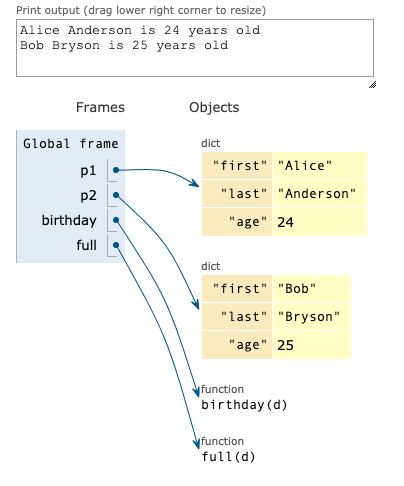 Print output (drag lower right corner to resize)
Alice Anderson is 24 years old
Bob Bryson is 25 years old
Frames
Objects
Global frame
p1
p2
birthday
full
dict
"first" "Alice"
"last" "Anderson"
"age" 24
dict
"first" "Bob"
"last" "Bryson"
"age" 25
function
birthday(d)
function
full(d)